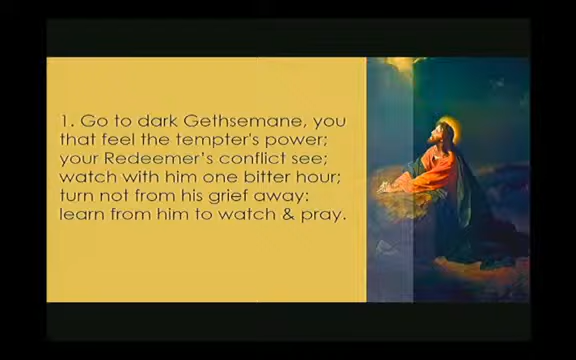 1. Go to dark Gethsemane, you
that feel the tempter's power;
your Redeemer's conflict see;
watch with him one bitter hour;
turn not from his grief away:
learn from him to watch & pray.